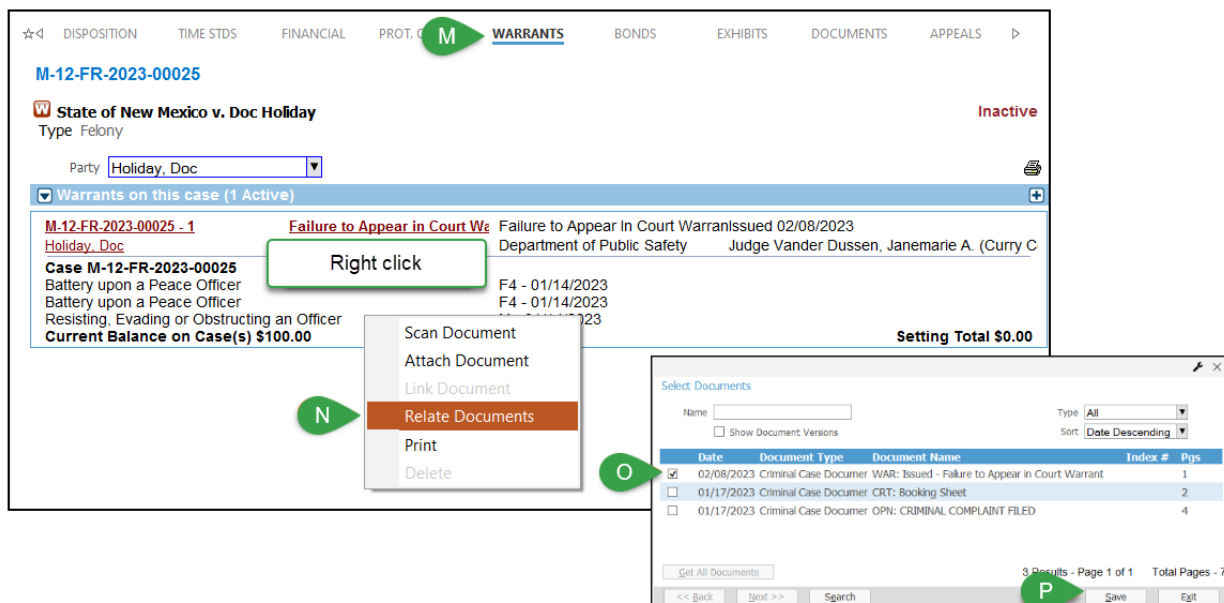 DISPOSITION TIME STDS FINANCIAL PROT. M WARRANTS BONDS EXHIBITS DOCUMENTS APPEALS
M-12-FR-2023-00025
W State of New Mexico v. Doc Holiday Inactive
Type Felony
Party Holiday, Doc
Warrants on this case (1 Active)
M-12-FR-2023-00025 - 1 Failure to Appear in Court Wa Failure to Appear In Court WarranIssued 02/08/2023
Holiday, Doc Department of Public Safety Judge Vander Dussen, Janemarie A. (Curry C
Right click
Case M-12-FR-2023-00025
Battery upon a Peace Officer F4 - 01/14/2023
Battery upon a Peace Officer F4 - 01/14/2023
Resisting, Evading or Obstructing an Officer
Current Balance on Case(s) $100.00 Setting Total $0.00
Scan Document
Attach Document
Link Document
N Relate Documents
Print
Delete
Select Documents
Name Type All
Show Document Versions Sort Date Descending
Date Document Type Document Name Index # Pgs
O 02/08/2023 Criminal Case Documer WAR: Issued - Failure to Appear in Court Warrant 1
01/17/2023 Criminal Case Documer CRT: Booking Sheet 2
01/17/2023 Criminal Case Documer OPN: CRIMINAL COMPLAINT FILED 4
Get All Documents 3 Results - Page 1 of 1 Total Pages - 7
<< Back Next >> Search P Save Exit